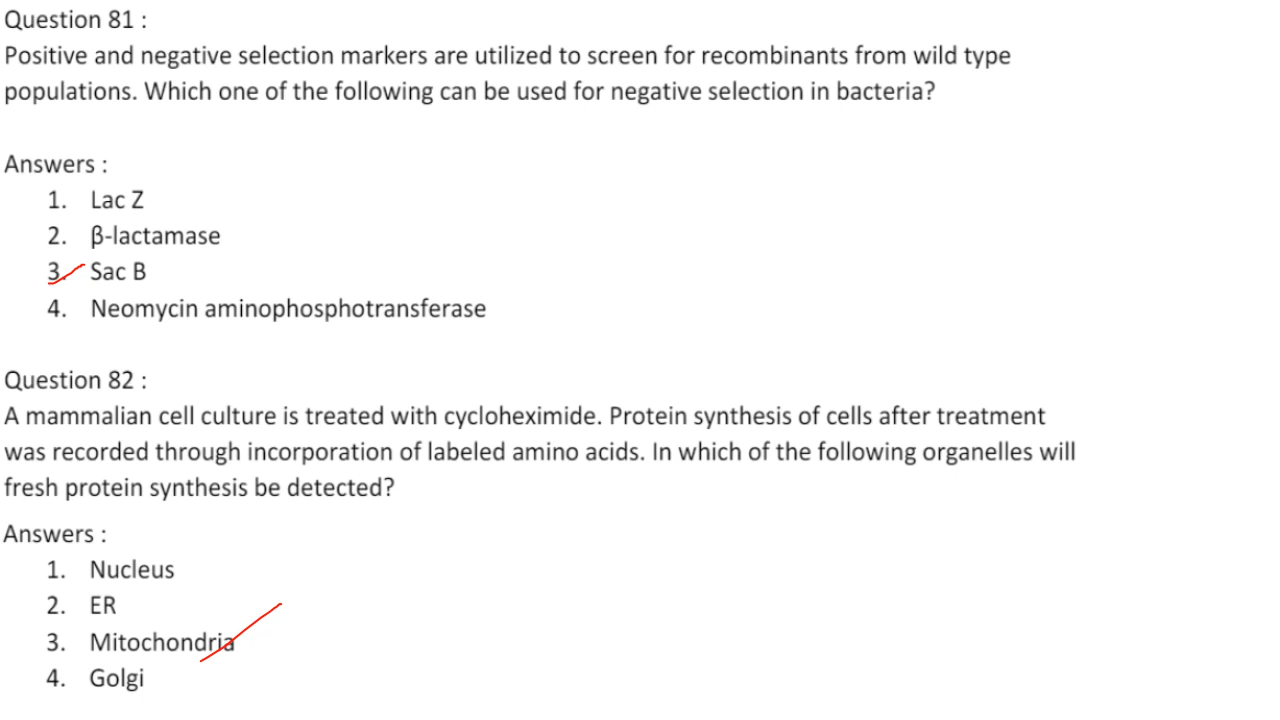 Question 81 :
Positive and negative selection markers are utilized to screen for recombinants from wild type
populations. Which one of the following can be used for negative selection in bacteria?
Answers :
1. Lac Z
2. β-lactamase
3. Sac B
4. Neomycin aminophosphotransferase
Question 82 :
A mammalian cell culture is treated with cycloheximide. Protein synthesis of cells after treatment
was recorded through incorporation of labeled amino acids. In which of the following organelles will
fresh protein synthesis be detected?
Answers :
1. Nucleus
2. ER
3. Mitochondria
4. Golgi